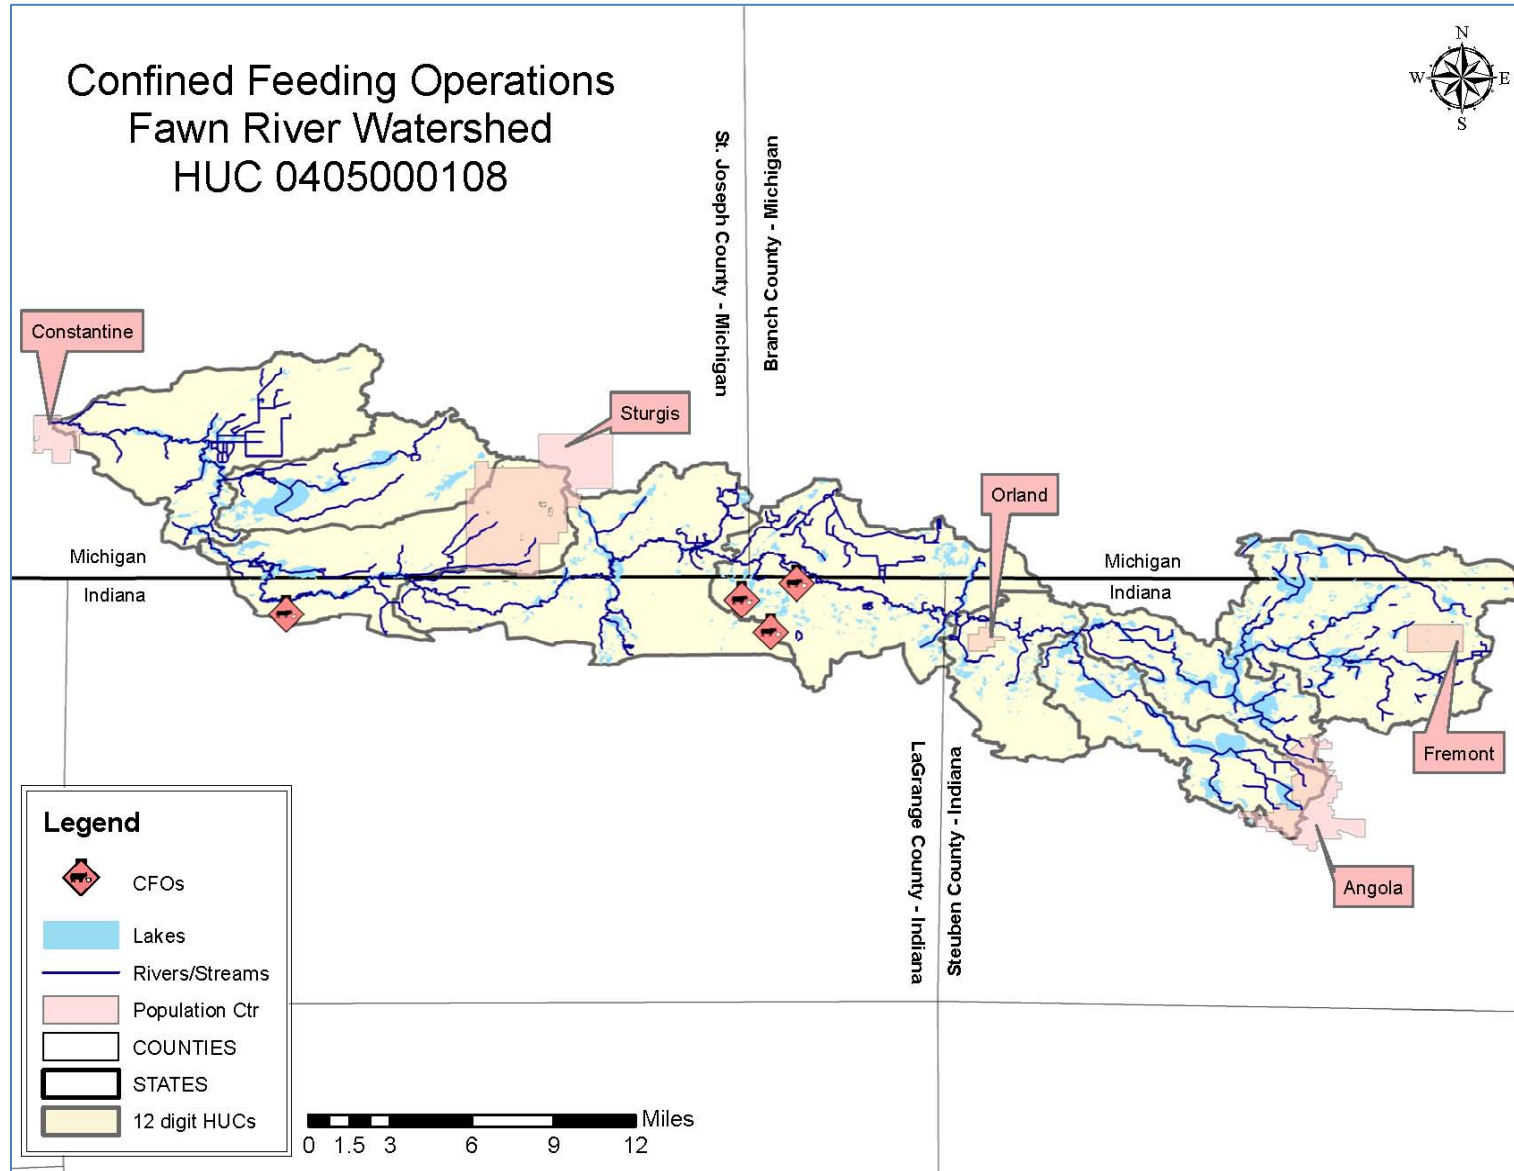 Confined Feeding Operations
Fawn River Watershed
HUC 0405000108
N
W
E
S
St. Joseph County - Michigan
Branch County - Michigan
Constantine
Sturgis
Orland
Michigan
Indiana
Michigan
Indiana
Fremont
Angola
LaGrange County - Indiana
Steuben County - Indiana
Legend
CFOs
Lakes
Rivers/Streams
Population Ctr
COUNTIES
STATES
12 digit HUCs
Miles
0 1.5 3 6 9 12